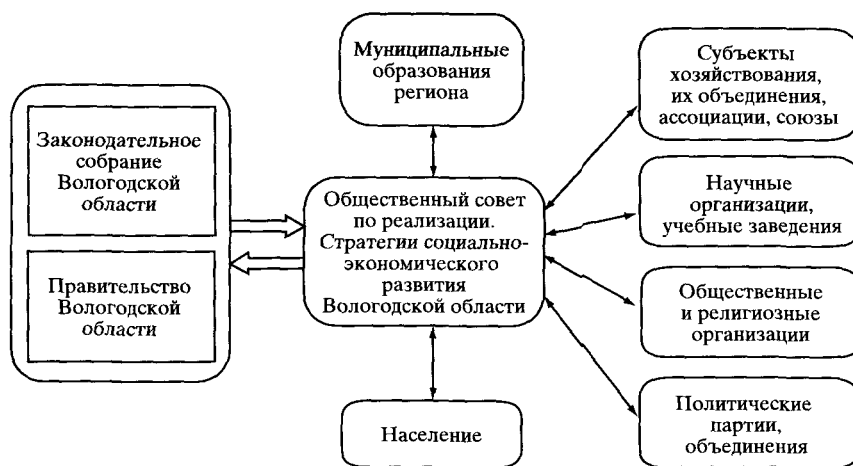 Муниципальные
образования
региона
Законодательное
собрание
Вологодской
области
Правительство
Вологодской
области
Общественный совет
по реализации.
Стратегии социально-
экономического
развития
Вологодской области
Население
Субъекты
хозяйствования,
их объединения,
ассоциации, союзы
Научные
организации,
учебные заведения
Общественные
и религиозные
организации
Политические
партии,
объединения